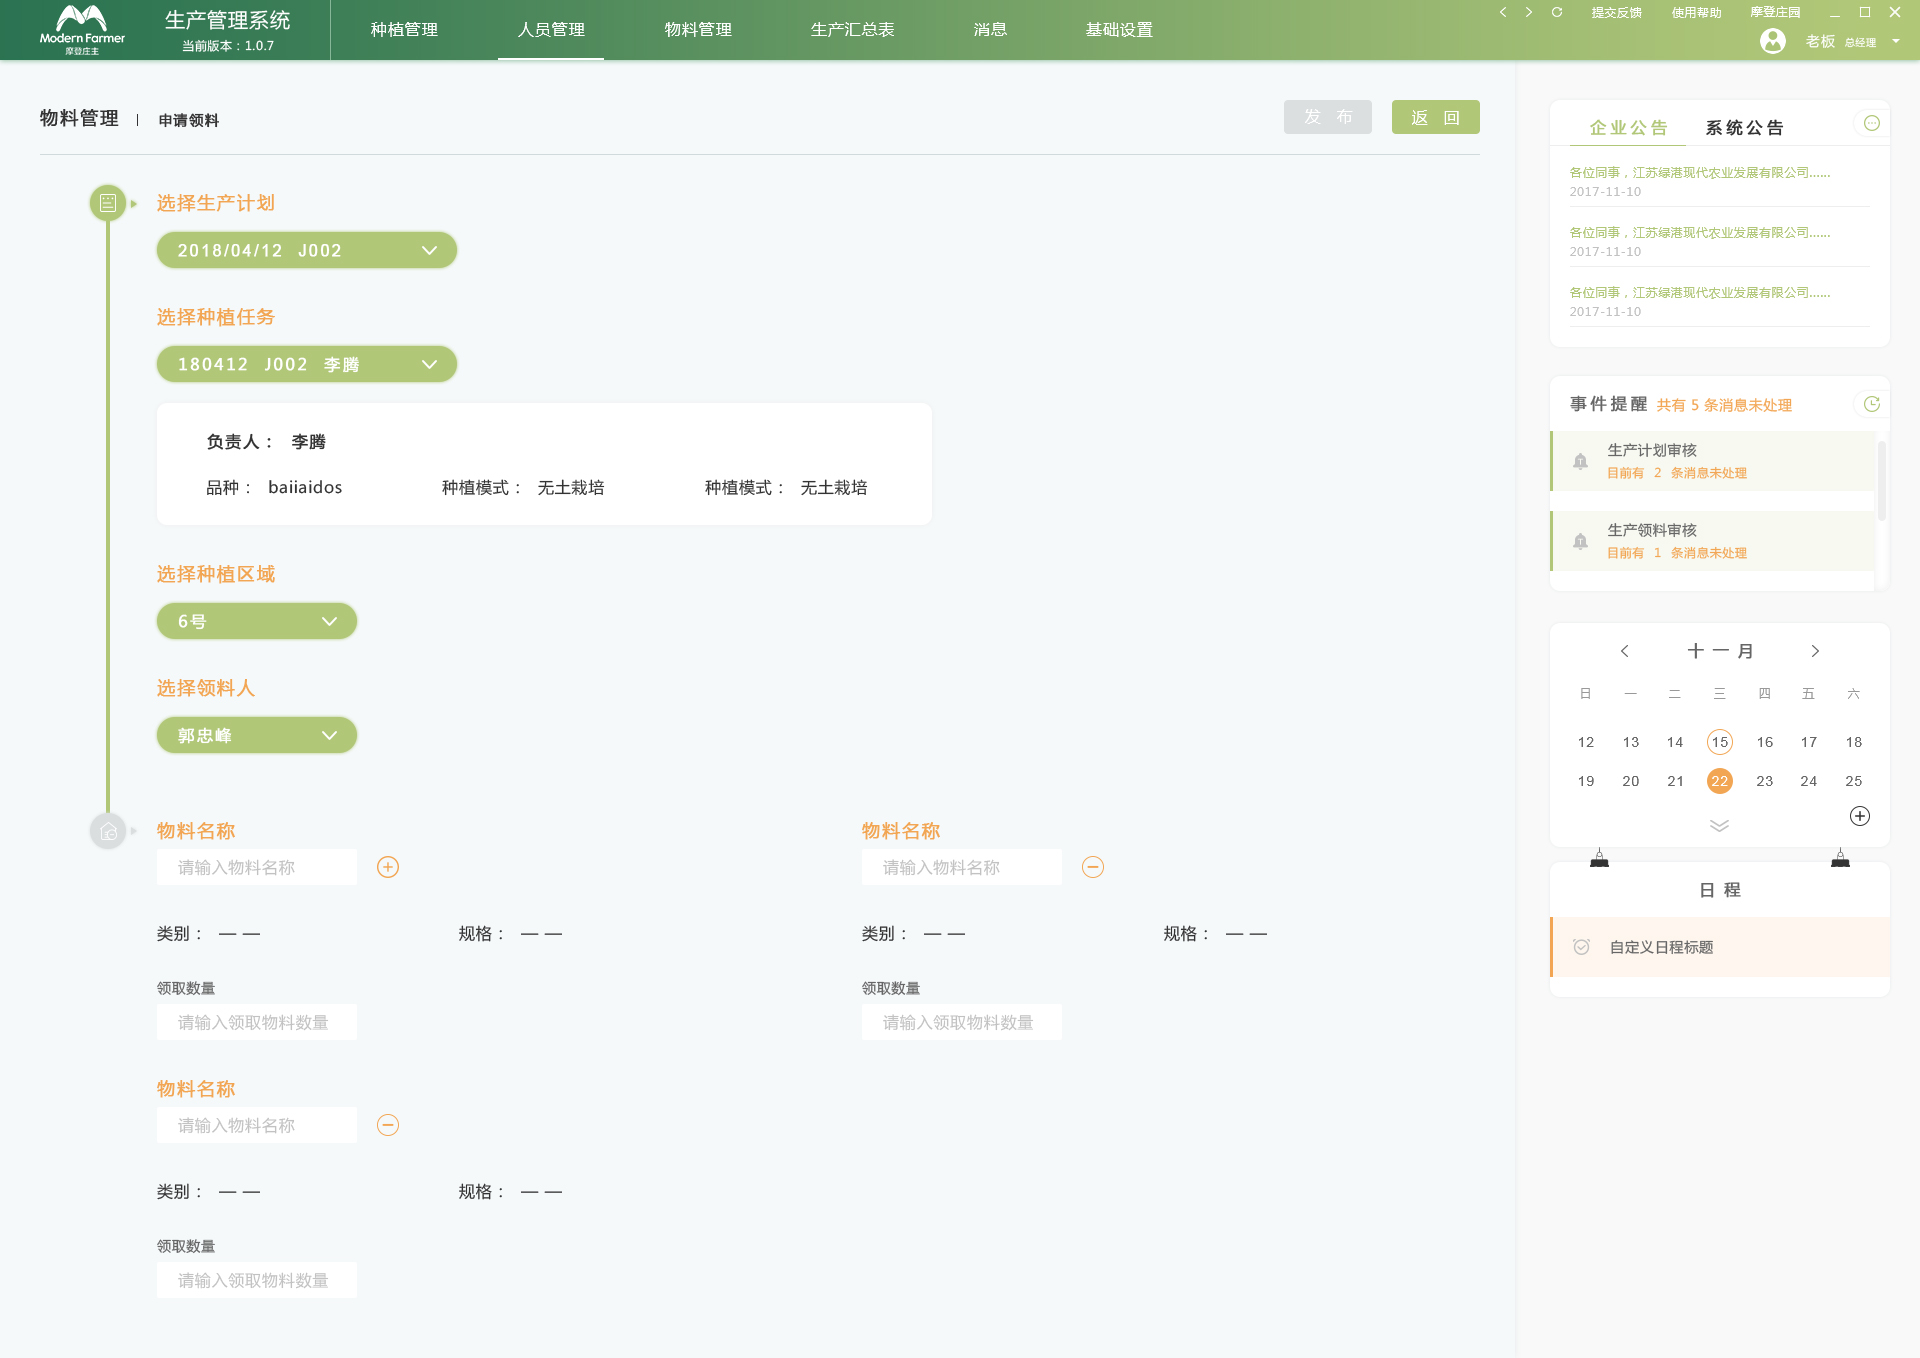 Modern Farmer
摩登庄主
生产管理系统
当前版本：1.0.7
种植管理 人员管理 物料管理 生产汇总表 消息 基础设置
提交反馈 使用帮助 摩登庄园
老板 总经理
物料管理 | 申请领料
发 布 返 回
选择生产计划
2018/04/12 J002
选择种植任务
180412 J002 李腾
负责人： 李腾
品种： baiiaidos 种植模式： 无土栽培 种植模式： 无土栽培
选择种植区域
6号
选择领料人
郭忠峰
物料名称
请输入物料名称
类别： — — 规格： — —
领取数量
请输入领取物料数量
物料名称
请输入物料名称
类别： — — 规格： — —
领取数量
请输入领取物料数量
物料名称
请输入物料名称
类别： — — 规格： — —
领取数量
请输入领取物料数量
企业公告 系统公告
各位同事，江苏绿港现代农业发展有限公司......
2017-11-10
各位同事，江苏绿港现代农业发展有限公司......
2017-11-10
各位同事，江苏绿港现代农业发展有限公司......
2017-11-10
事件提醒 共有 5 条消息未处理
生产计划审核
目前有 2 条消息未处理
生产领料审核
目前有 1 条消息未处理
十一月
日 一 二 三 四 五 六
12 13 14 15 16 17 18
19 20 21 22 23 24 25
日 程
自定义日程标题